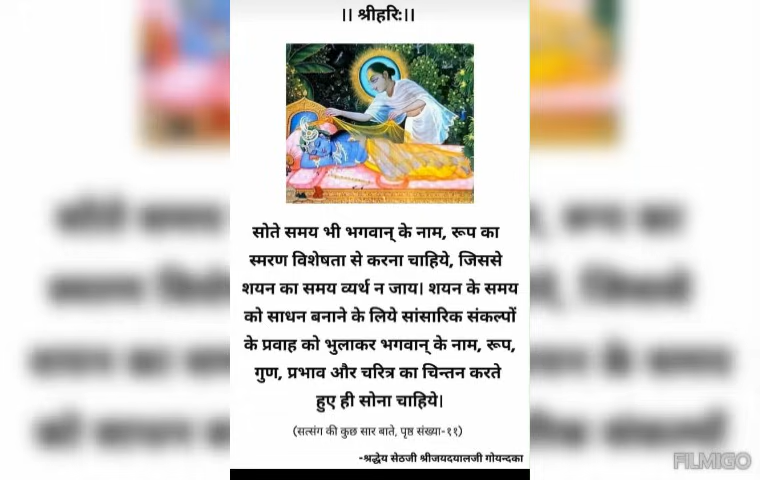 ।। श्रीहरि:।।
सोते समय भी भगवान् के नाम, रूप का
स्मरण विशेषता से करना चाहिये, जिससे
शयन का समय व्यर्थ न जाय। शयन के समय
को साधन बनाने के लिये सांसारिक संकल्पों
के प्रवाह को भुलाकर भगवान् के नाम, रूप,
गुण, प्रभाव और चरित्र का चिन्तन करते
हुए ही सोना चाहिये।
(सत्संग की कुछ सार बाते, पृष्ठ संख्या-११)
-श्रद्धेय सेठजी श्रीजयदयालजी गोयन्दका
FILMIGO